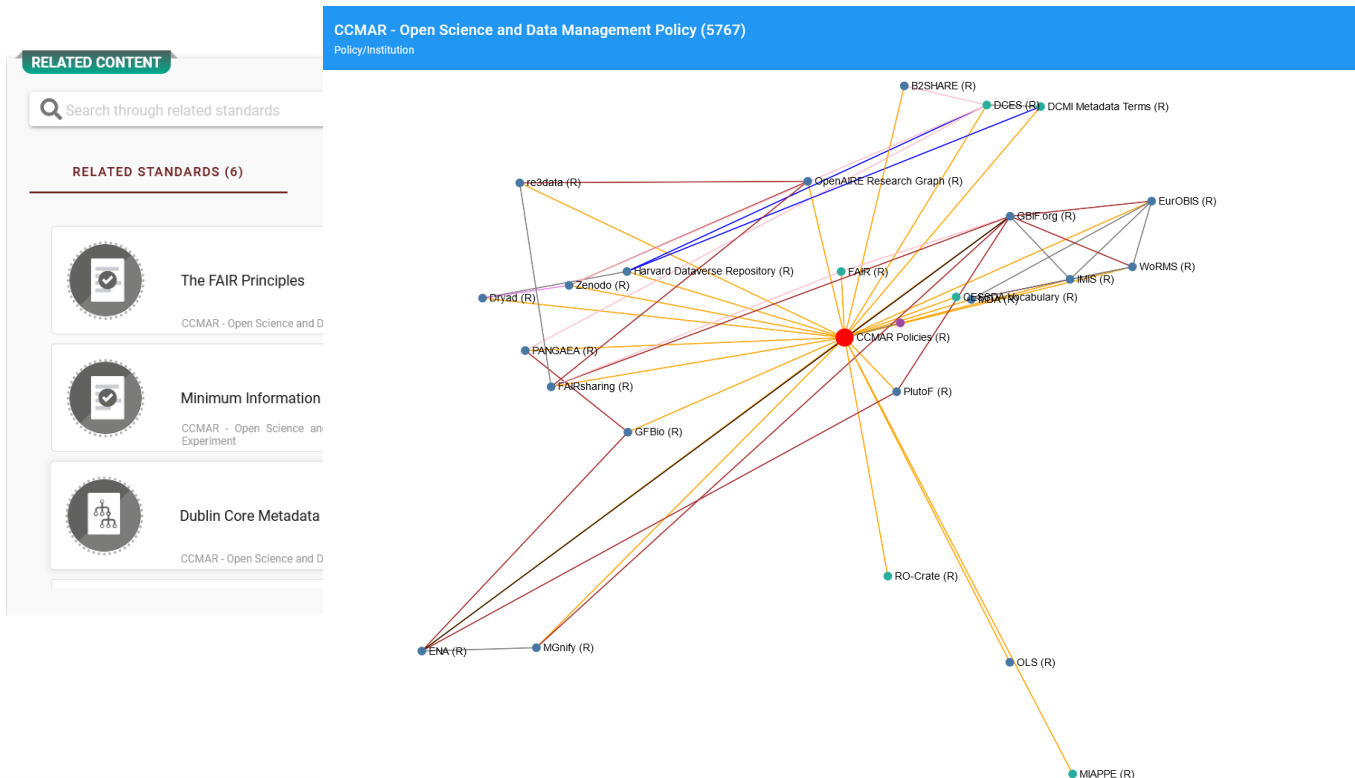 RELATED CONTENT
Search through related standards
RELATED STANDARDS (6)
The FAIR Principles
CCMAR - Open Science and D
Minimum Information
CCMAR - Open Science and
Experiment
Dublin Core Metadata
CCMAR - Open Science and D
CCMAR - Open Science and Data Management Policy (5767)
Policy/Institution
B2SHARE (R)
DCES (R)
DCMI Metadata Terms (R)
re3data (R)
OpenAIRE Research Graph (R)
EurOBIS (R)
GBIF.org (R)
WoRMS (R)
Harvard Dataverse Repository (R)
FAIR (R)
IMIS (R)
Zenodo (R)
Dryad (R)
CESSDA Vocabulary (R)
MDA (R)
CCMAR Policies (R)
PANGAEA (R)
FAIRsharing (R)
PlutoF (R)
GFBio (R)
RO-Crate (R)
ENA (R)
MGnify (R)
OLS (R)
MIAPPE (R)